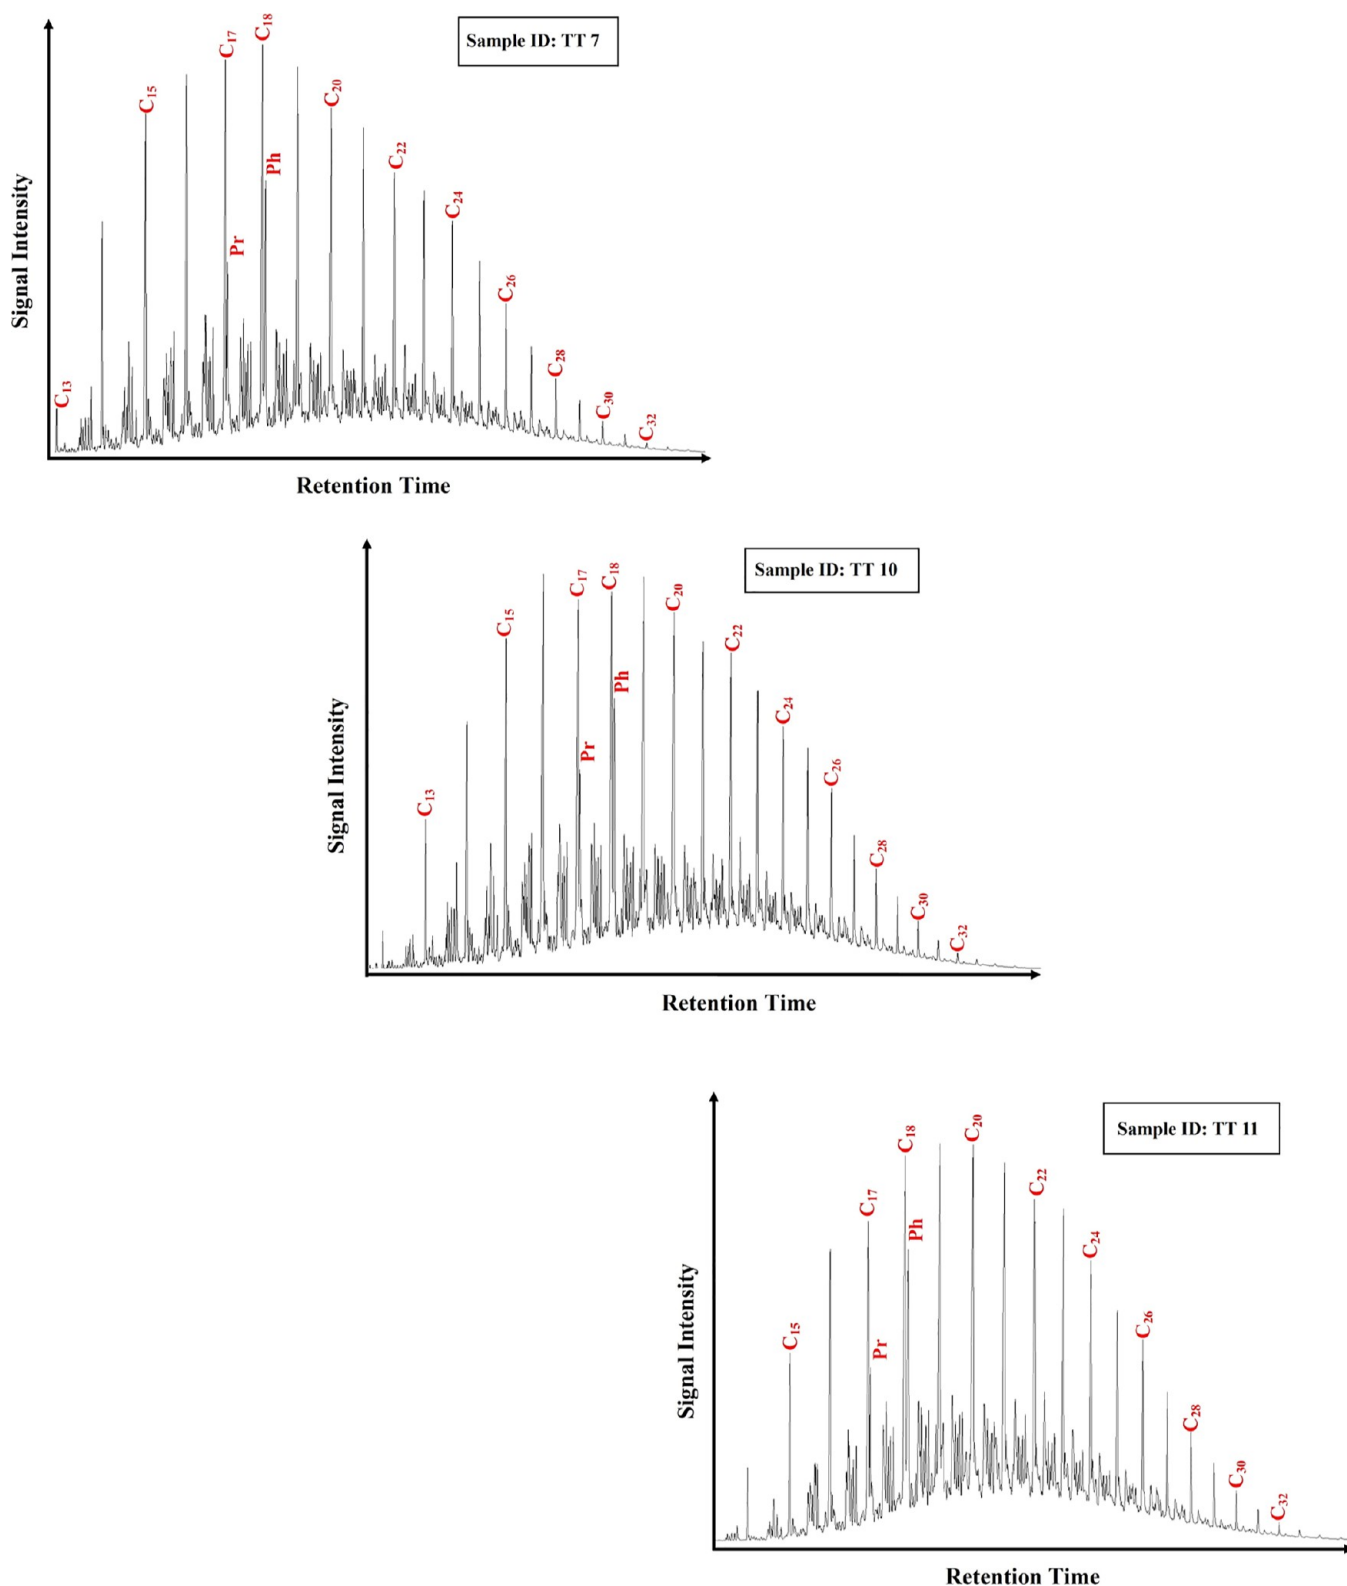 Sample ID: TT 7
C13
C15
C17
Pr
C18
Ph
C20
C22
C24
C26
C28
C30
C32
Signal Intensity
Retention Time
Sample ID: TT 10
C13
C15
C17
Pr
C18
Ph
C20
C22
C24
C26
C28
C30
C32
Signal Intensity
Retention Time
Sample ID: TT 11
C15
C17
Pr
C18
Ph
C20
C22
C24
C26
C28
C30
C32
Signal Intensity
Retention Time